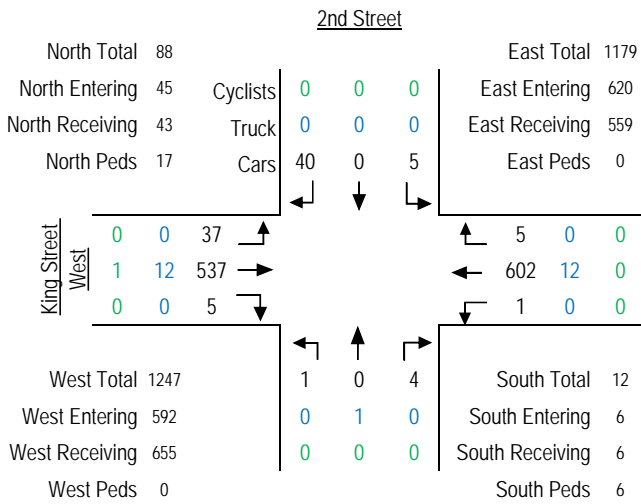 2nd Street
North Total 88
North Entering 45
North Receiving 43
North Peds 17
Cyclists 0 0 0
Truck 0 0 0
Cars 40 0 5
East Total 1179
East Entering 620
East Receiving 559
East Peds 0
King Street
West
0 0 37
1 12 537
0 0 5
5 0 0
602 12 0
1 0 0
West Total 1247
West Entering 592
West Receiving 655
West Peds 0
1 0 4
0 1 0
0 0 0
South Total 12
South Entering 6
South Receiving 6
South Peds 6